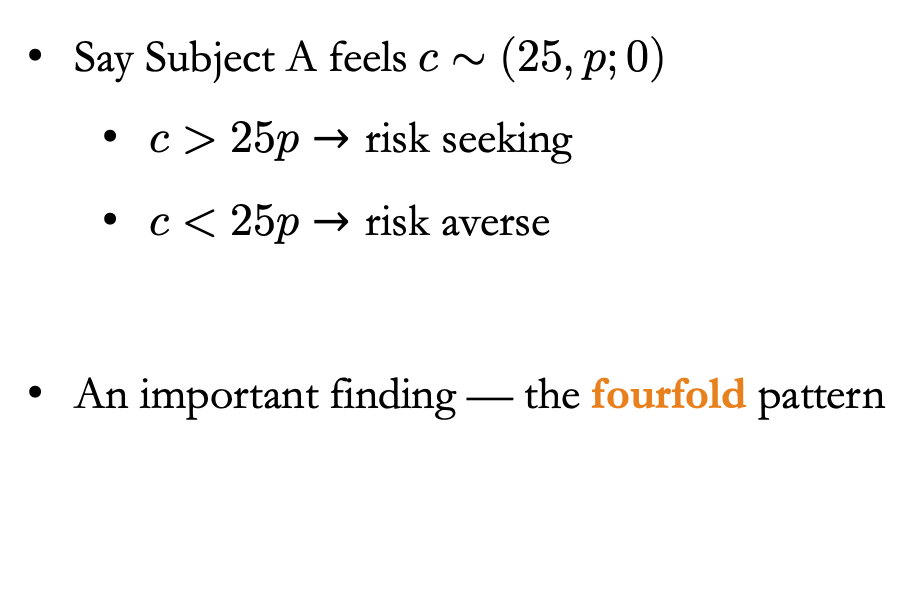 • Say Subject A feels c ∼ (25, p; 0)
• c > 25p → risk seeking
• c < 25p → risk averse
• An important finding — the fourfold pattern